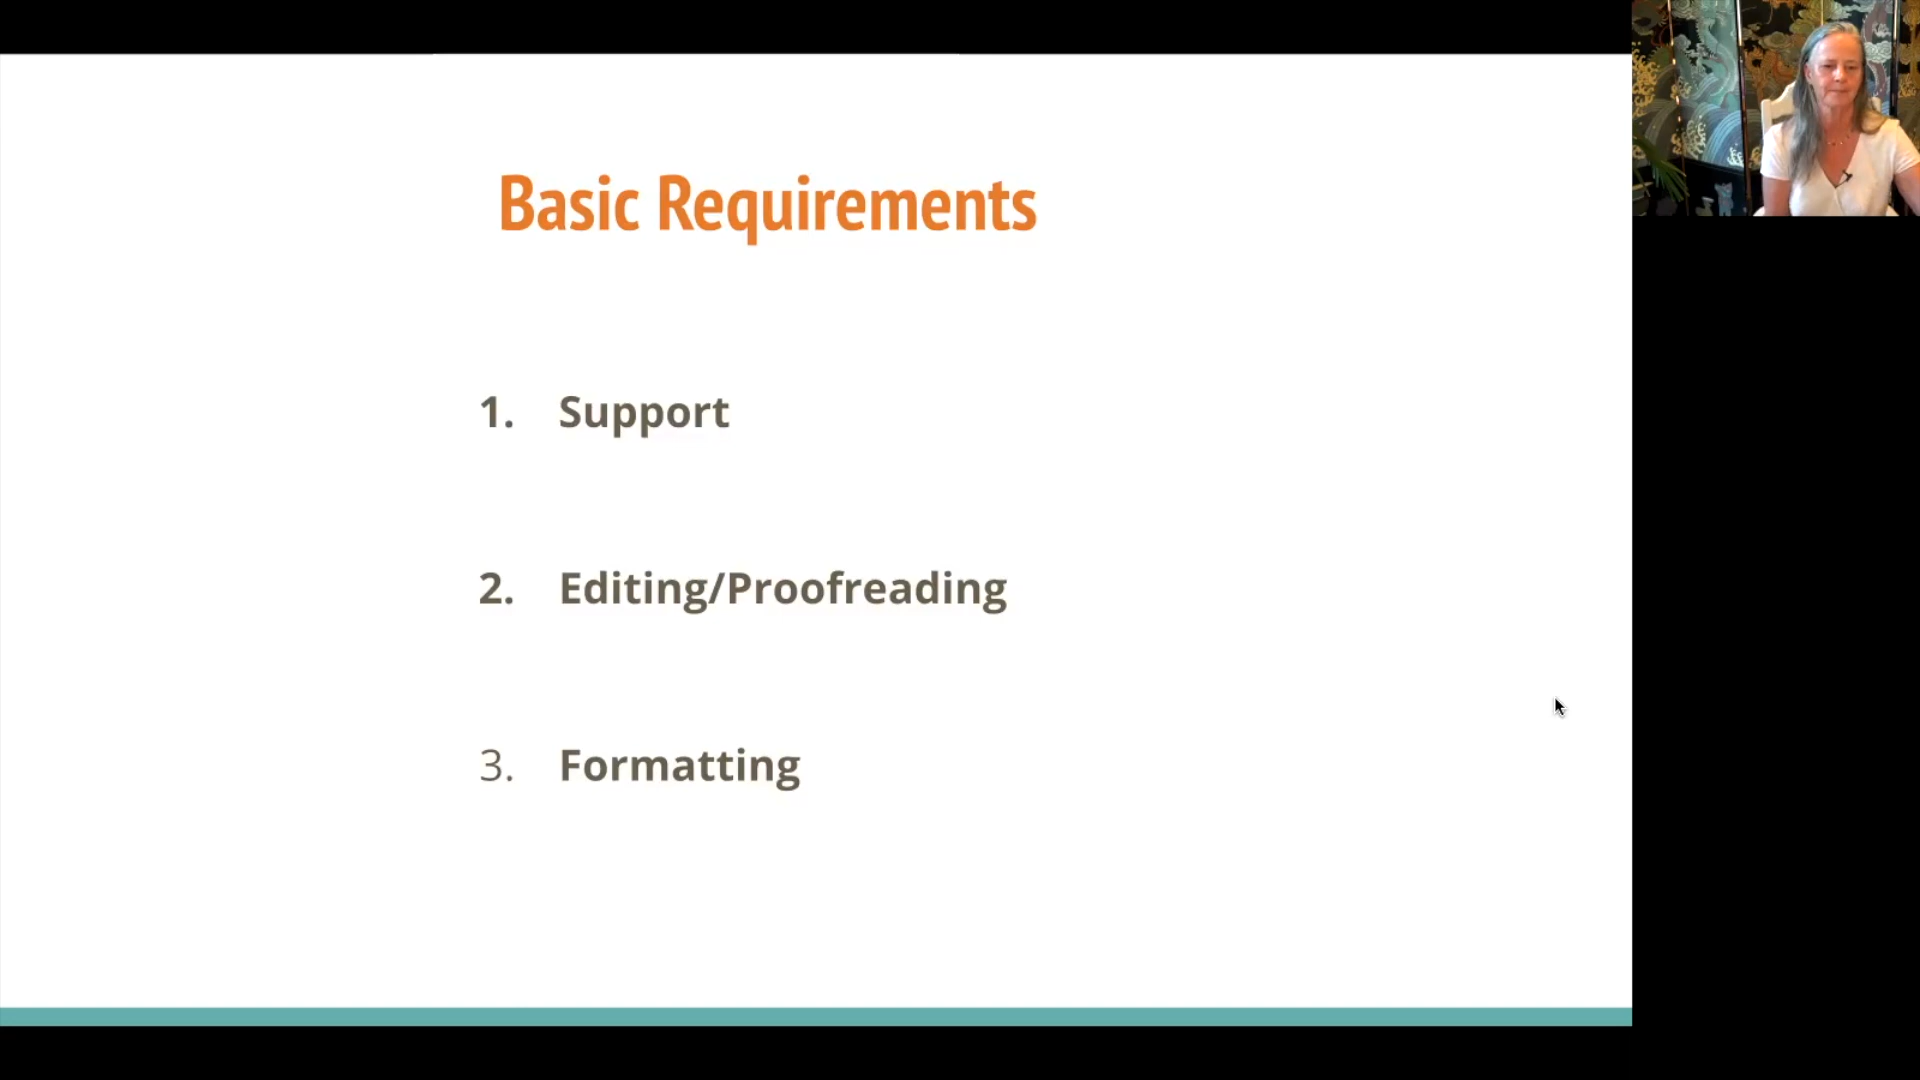 Basic Requirements
1. Support
2. Editing/Proofreading
3. Formatting